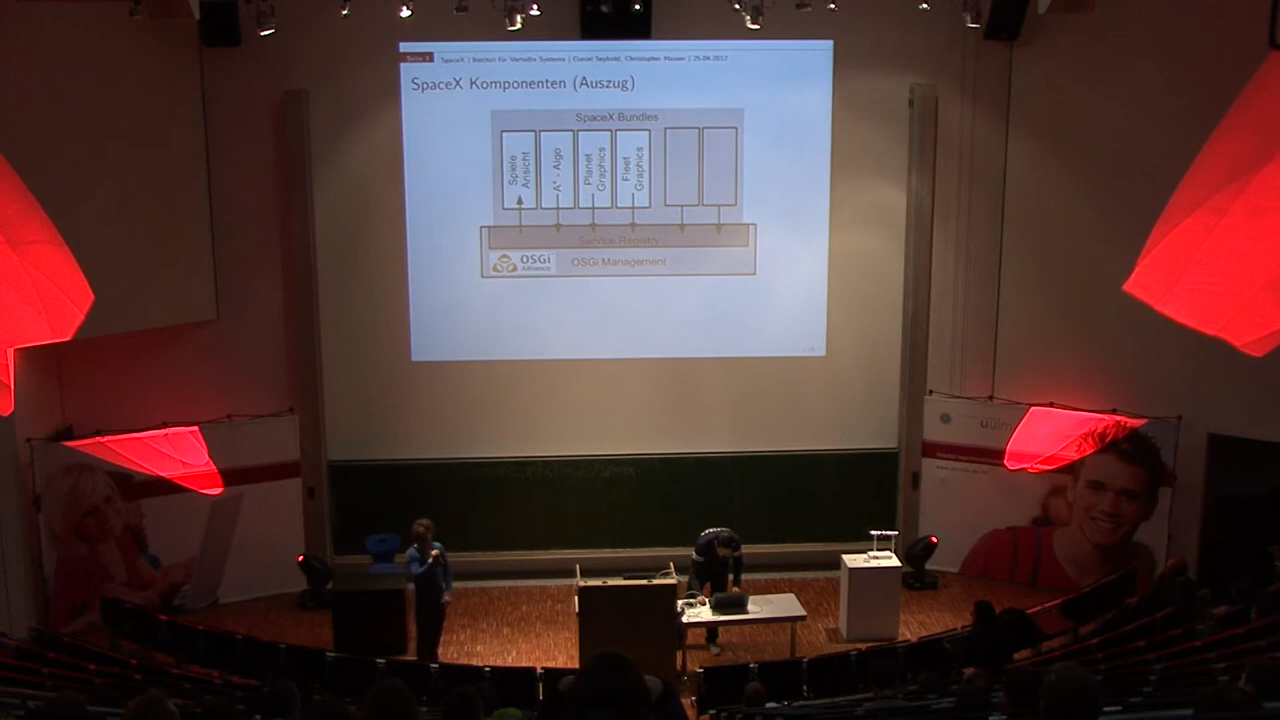 Seite 3 SpaceX | Institut für Verteilte Systeme | Daniel Seybold, Christopher Hauser | 25.04.2012
SpaceX Komponenten (Auszug)
SpaceX Bundles
Spiele
Ansicht
A* - Algo
Planet
Graphics
Fleet
Graphics
Service Registry
OSGi
Alliance
OSGi Management
uulm